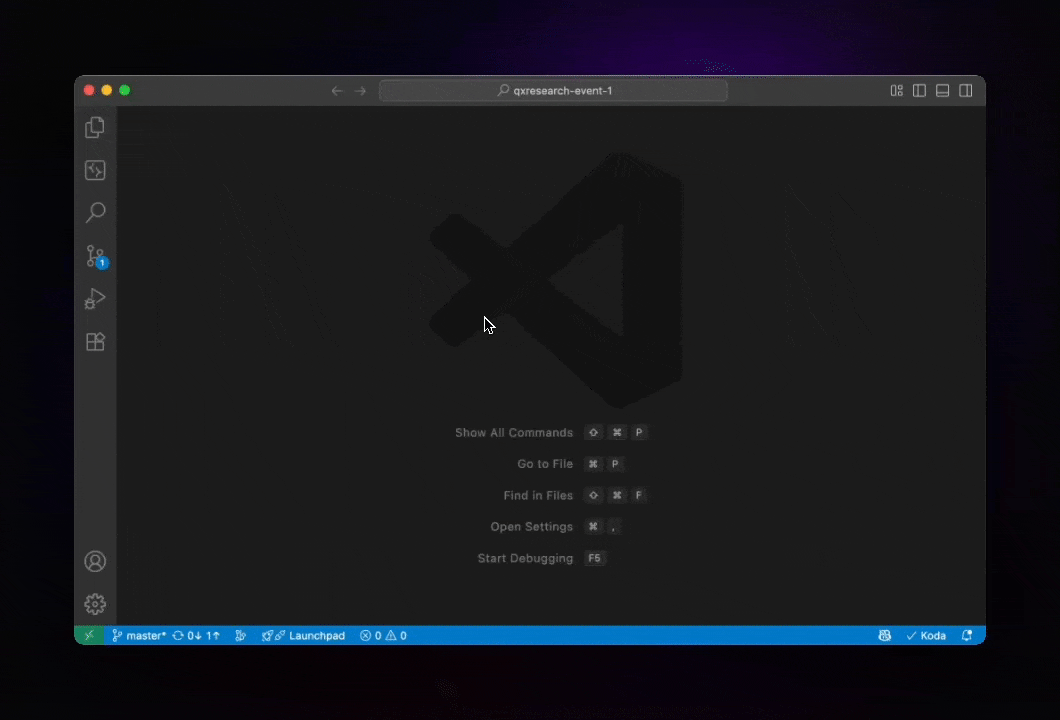 qxresearch-event-1
1
Show All Commands ⇧ ⌘ P
Go to File ⌘ P
Find in Files ⇧ ⌘ F
Open Settings ⌘ ,
Start Debugging F5
master* 0↓ 1↑ Launchpad 0 0 Koda